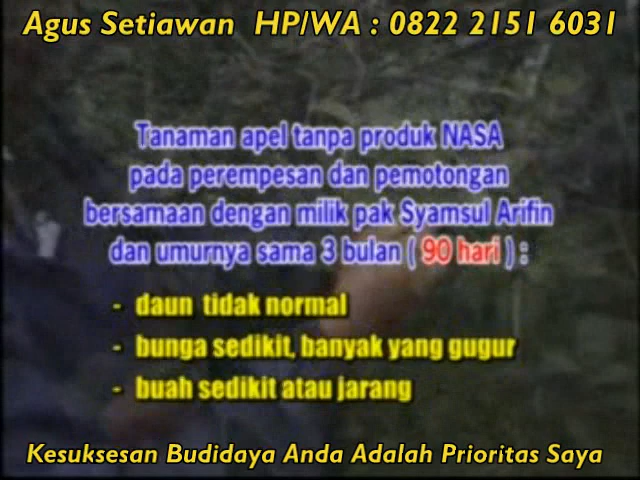 Agus Setiawan HP/WA : 0822 2151 6031
Tanaman apel tanpa produk NASA
pada perempesan dan pemotongan
bersamaan dengan milik pak Syamsul Arifin
dan umurnya sama 3 bulan ( 90 hari ) :
- daun tidak normal
- bunga sedikit, banyak yang gugur
- buah sedikit atau jarang
Kesuksesan Budidaya Anda Adalah Prioritas Saya